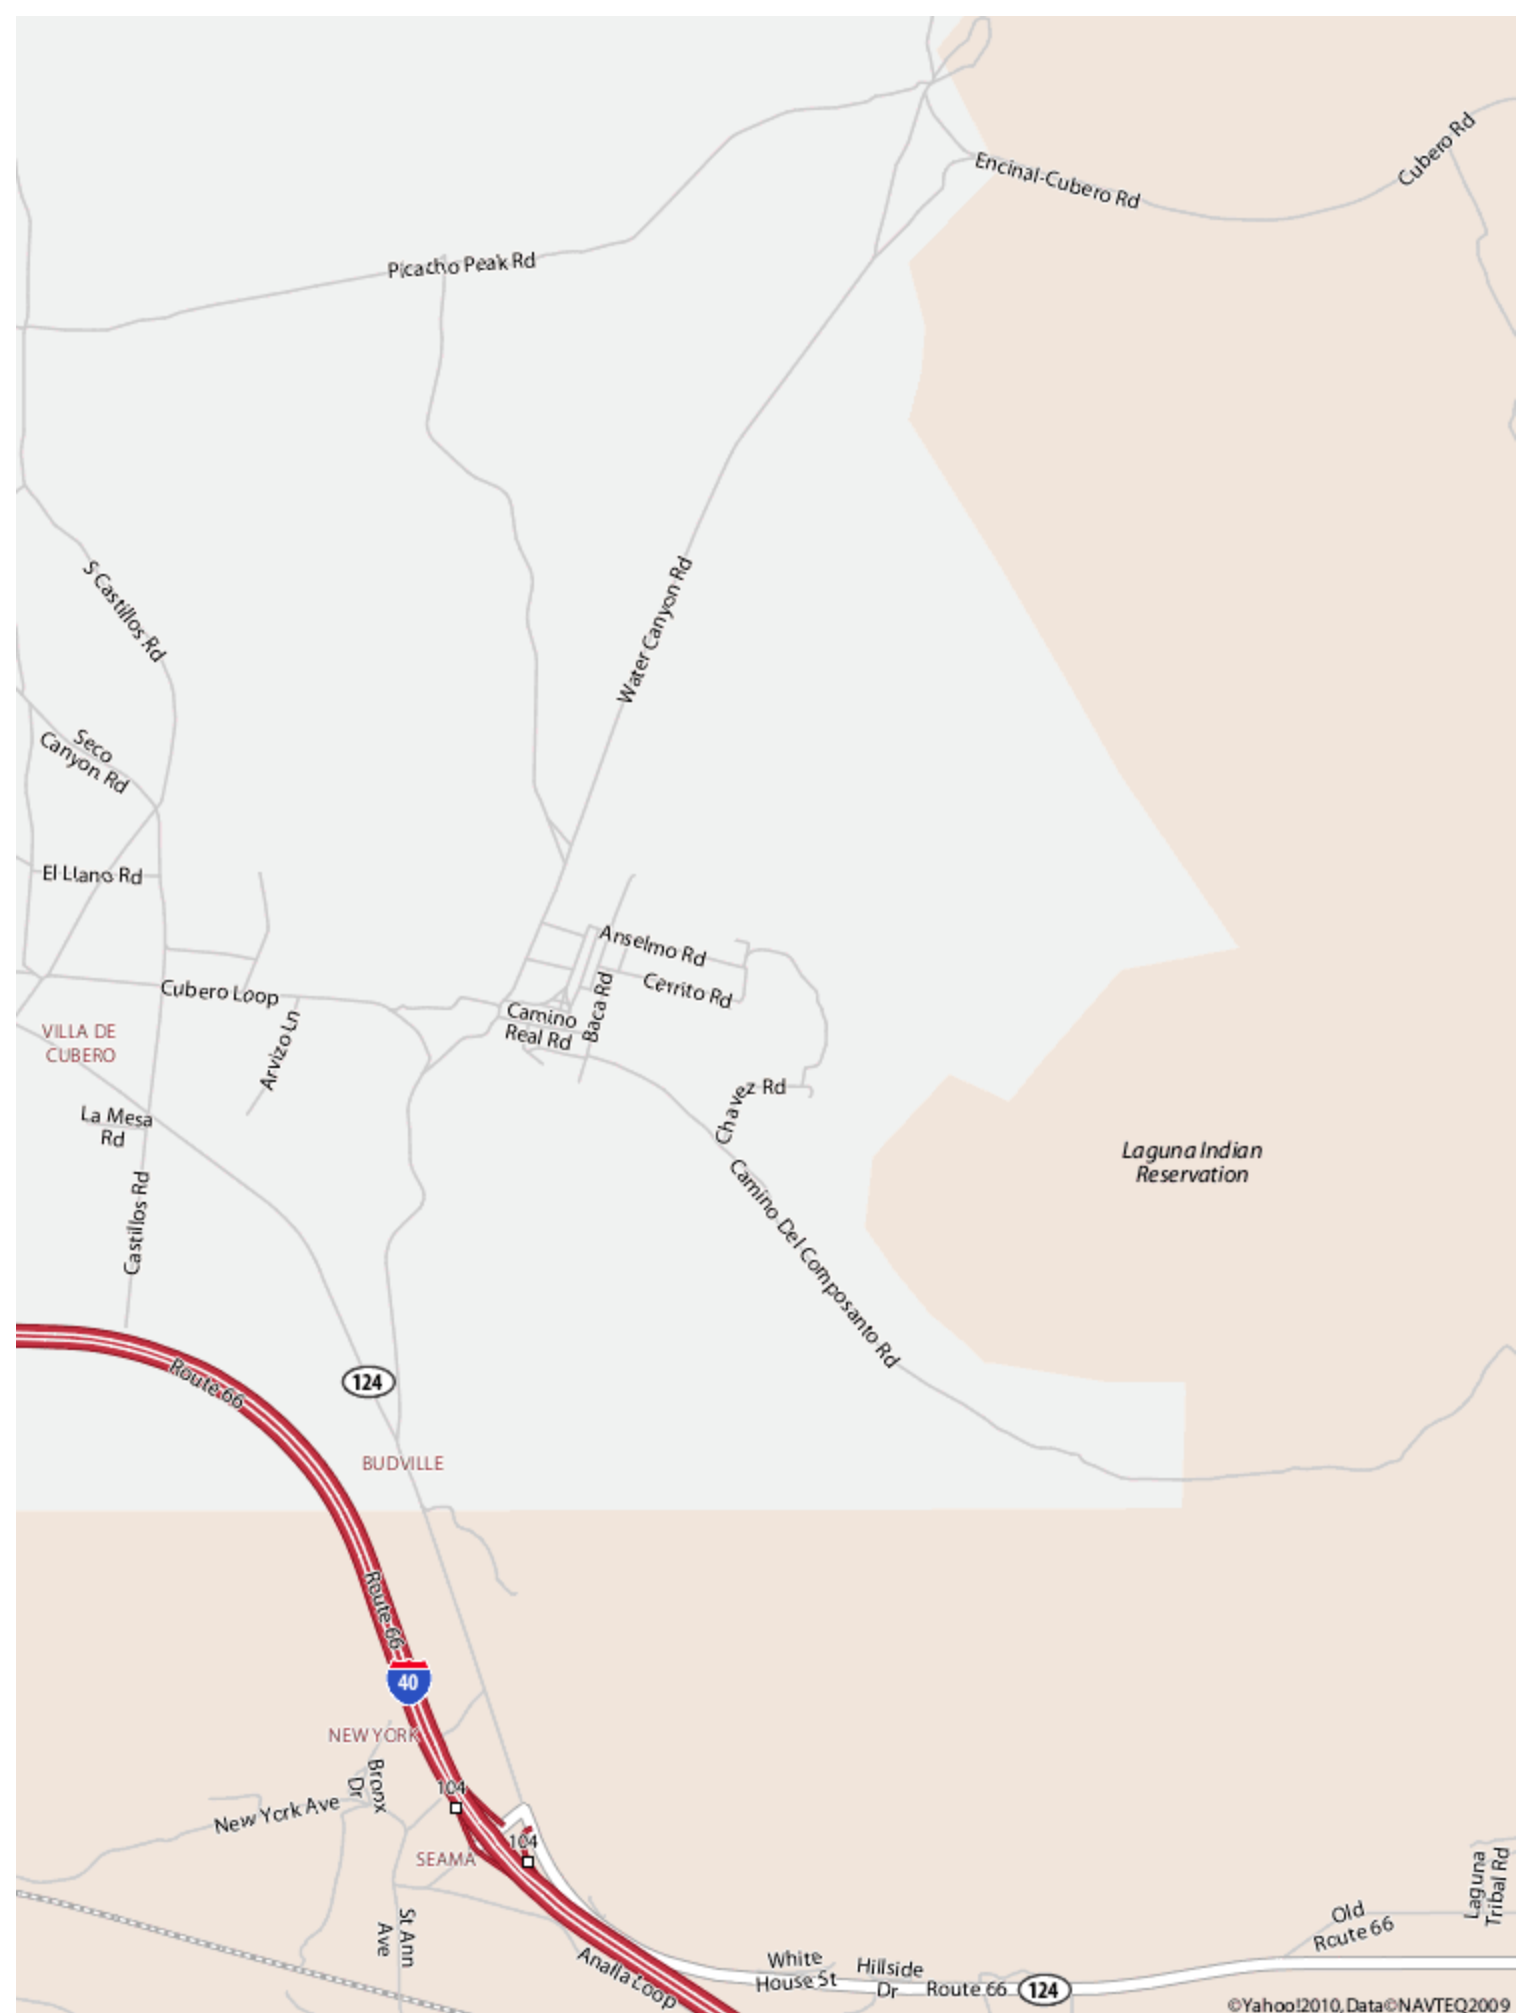 Cubero Rd
Encinal-Cubero Rd
Picacho Peak Rd
S Castillos Rd
Water Canyon Rd
Seco
Canyon Rd
El Llano Rd
Anselmo Rd
Cerrito Rd
Cubero Loop
Baca Rd
Camino
Real Rd
VILLA DE
CUBERO
Arvizo Ln
Chavez Rd
La Mesa
Rd
Laguna Indian
Reservation
Castillos Rd
Camino Del Composanto Rd
Route 66
124
BUDVILLE
Route 66
40
NEW YORK
Bronx
Dr
104
New York Ave
104
SEAMA
Laguna
Tribal Rd
St Ann
Ave
Old
Route 66
Analla Loop
White
House St
Hillside
Dr
Route 66
124
©Yahoo!2010,Data©NAVTEQ2009